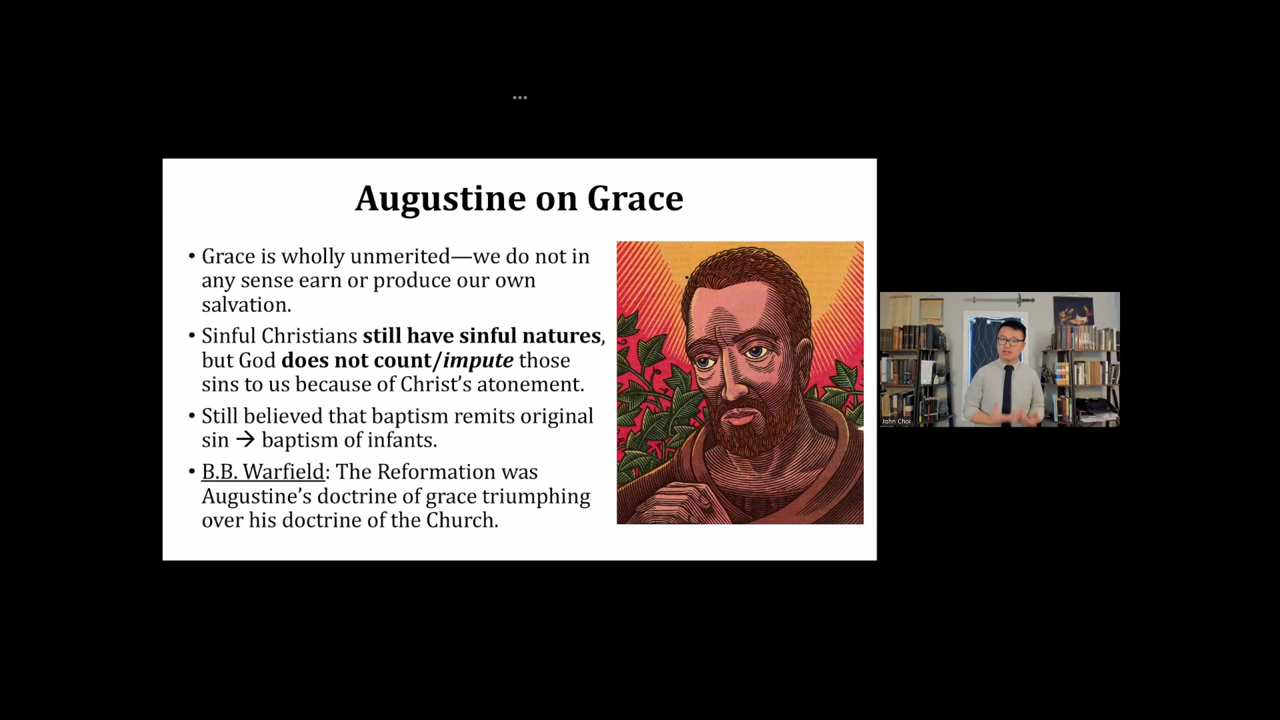 Augustine on Grace
• Grace is wholly unmerited—we do not in
any sense earn or produce our own
salvation.
• Sinful Christians still have sinful natures,
but God does not count/impute those
sins to us because of Christ's atonement.
• Still believed that baptism remits original
sin → baptism of infants.
• B.B. Warfield: The Reformation was
Augustine's doctrine of grace triumphing
over his doctrine of the Church.
John Choi